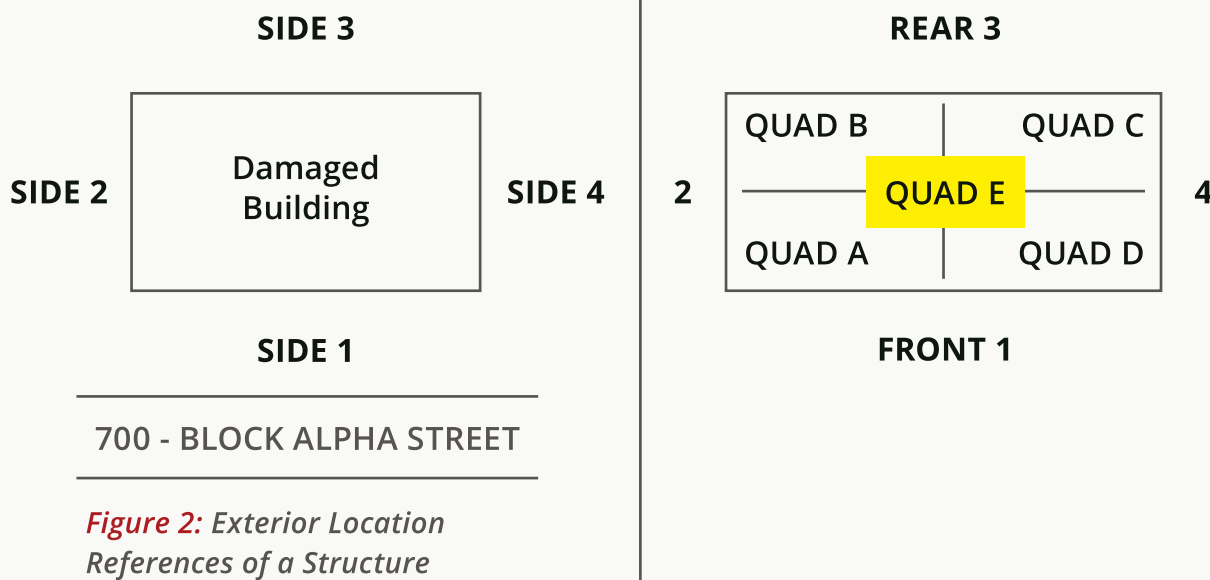 SIDE 3
SIDE 2
Damaged
Building
SIDE 4
SIDE 1
700 - BLOCK ALPHA STREET
Figure 2: Exterior Location
References of a Structure
REAR 3
QUAD B
QUAD C
2
QUAD E
4
QUAD A
QUAD D
FRONT 1